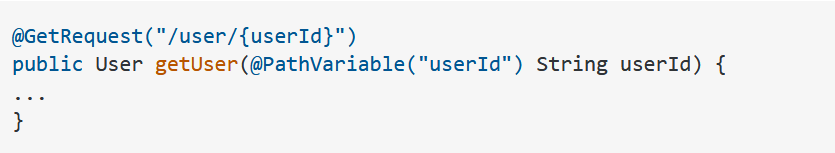 @GetRequest("/user/{userId}")
public User getUser(@PathVariable("userId") String userId) {
...
}